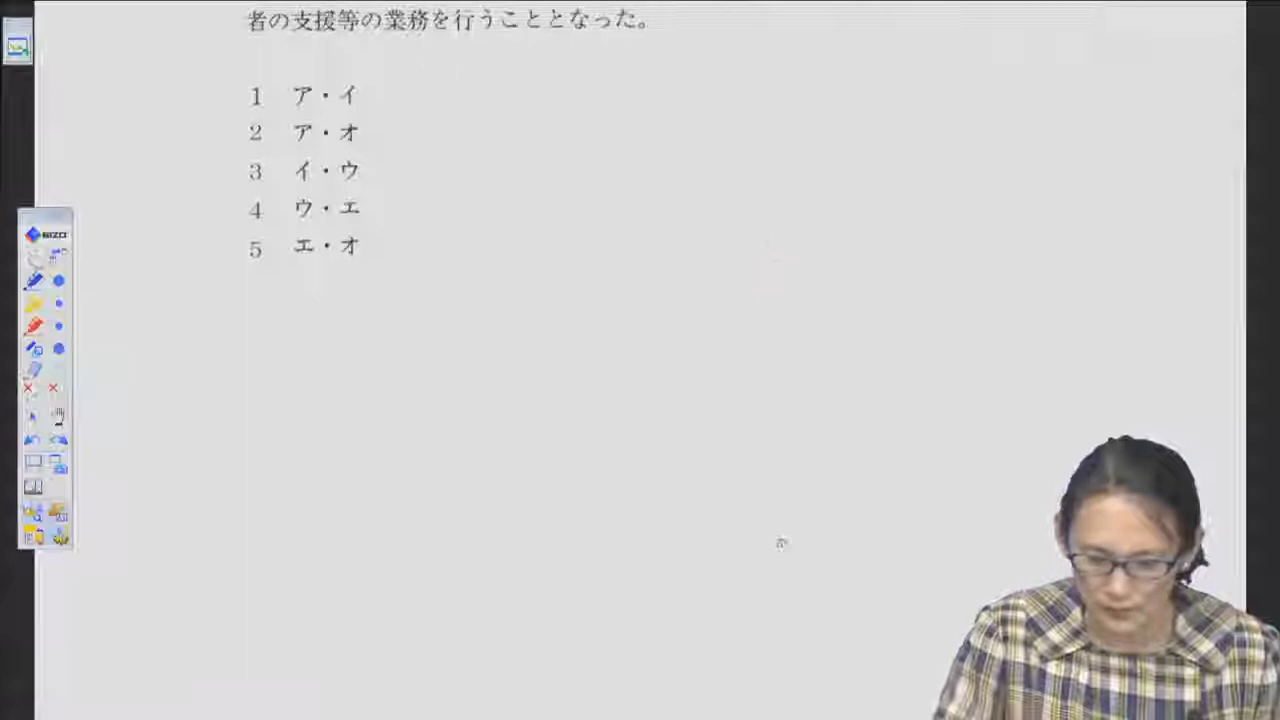 者の支援等の業務を行うこととなった。
1 ア・イ
2 ア・オ
3 イ・ウ
4 ウ・エ
5 エ・オ